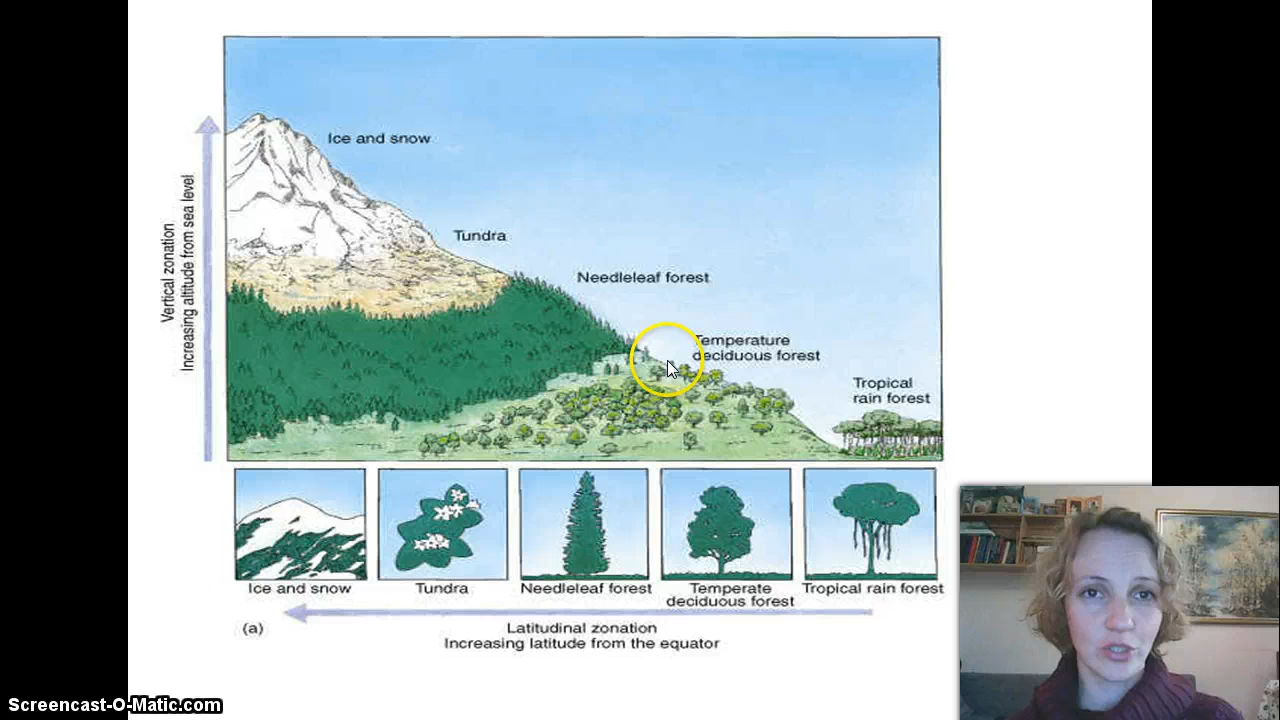 Ice and snow
Tundra
Needleleaf forest
Temperature
deciduous forest
Tropical
rain forest
Vertical zonation
Increasing altitude from sea level
Ice and snow
Tundra
Needleleaf forest
Temperate
deciduous forest
Tropical rain forest
(a)
Latitudinal zonation
Increasing latitude from the equator
Screencast-O-Matic.com